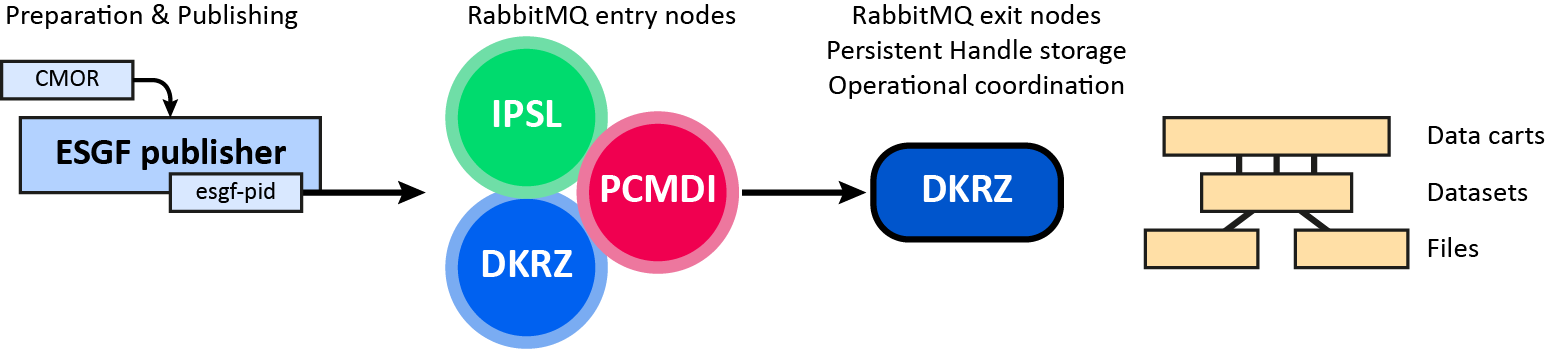 Preparation & Publishing
CMOR
ESGF publisher
esgf-pid
RabbitMQ entry nodes
IPSL
PCMDI
DKRZ
RabbitMQ exit nodes
Persistent Handle storage
Operational coordination
DKRZ
Data carts
Datasets
Files